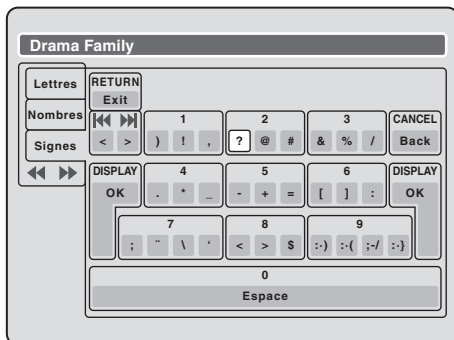 Drama Family
Lettres
Nombres
Signes
RETURN
Exit
< >
1
) ! ,
2
? @ #
3
& % /
CANCEL
Back
DISPLAY
OK
4
. * _
5
- + =
6
[ ] :
DISPLAY
OK
7
; ¨ \ ‘
8
< > $
9
:-) :-( ;-/ :-}
0
Espace